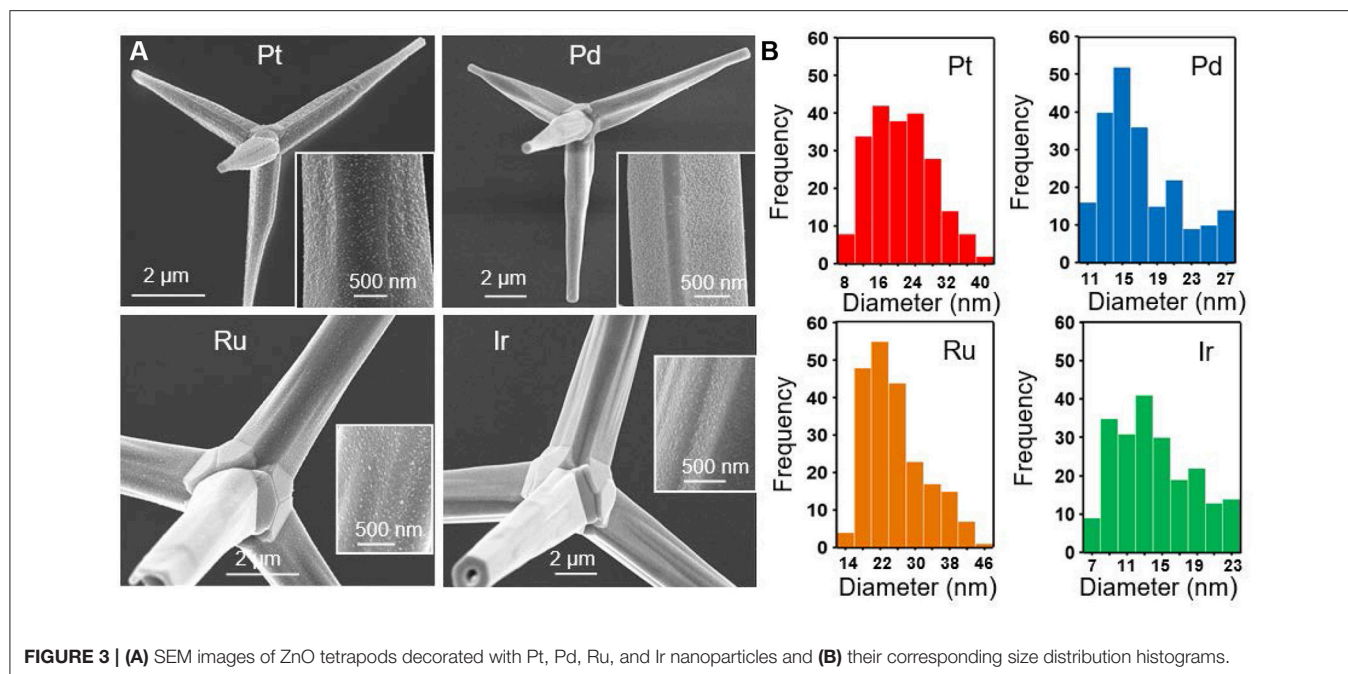 A
Pt
2 µm
500 nm
Pd
2 µm
500 nm
Ru
2 µm
500 nm
Ir
2 µm
500 nm
B
Pt
Frequency
60
50
40
30
20
10
0
8 16 24 32 40
Diameter (nm)
Pd
Frequency
60
50
40
30
20
10
0
11 15 19 23 27
Diameter (nm)
Ru
Frequency
60
50
40
30
20
10
0
14 22 30 38 46
Diameter (nm)
Ir
Frequency
60
50
40
30
20
10
0
7 11 15 19 23
Diameter (nm)
FIGURE 3 | (A) SEM images of ZnO tetrapods decorated with Pt, Pd, Ru, and Ir nanoparticles and (B) their corresponding size distribution histograms.